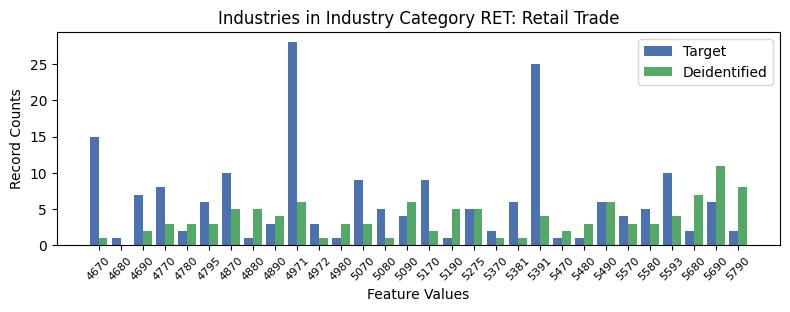 Industries in Industry Category RET: Retail Trade
Target
Deidentified
Record Counts
25
20
15
10
5
0
4670 4680 4690 4770 4780 4795 4870 4880 4890 4971 4972 4980 5070 5080 5090 5170 5190 5275 5370 5381 5391 5470 5480 5490 5570 5580 5593 5680 5690 5790
Feature Values